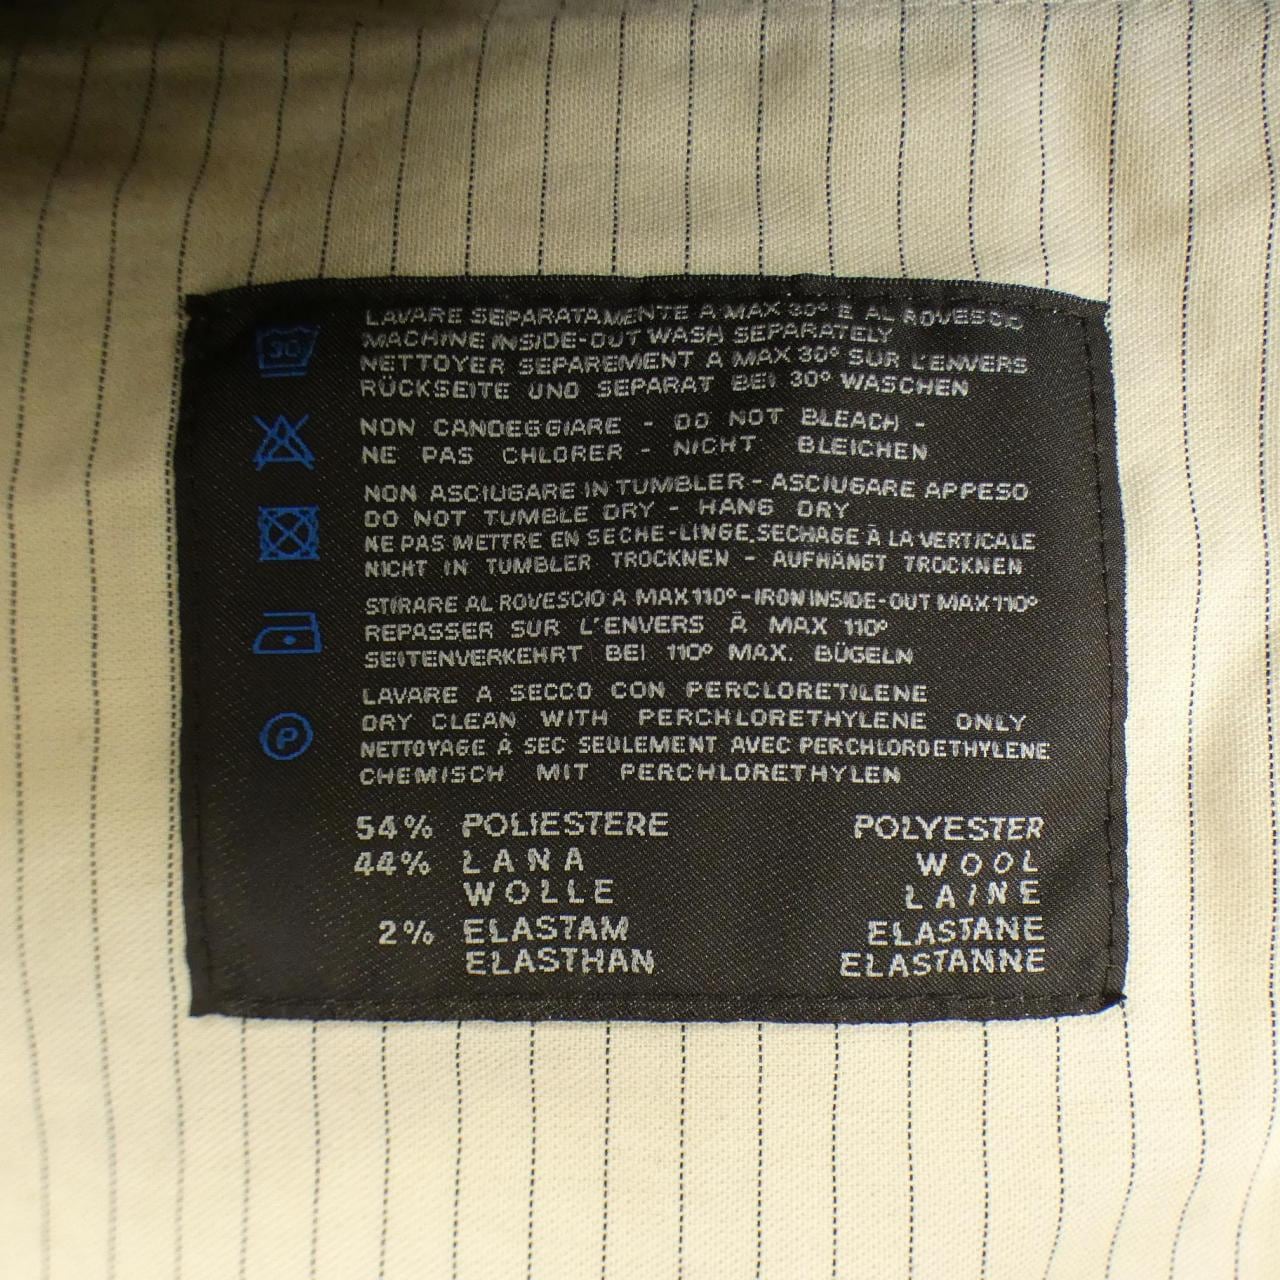 LAVARE SEPARATAMENTE A MAX 30° E AL ROVESCIO
30
MACHINE INSIDE-OUT WASH SEPARATELY
NETTOYER SEPAREMENT A MAX 30° SUR L'ENVERS
RÜCKSEITE UND SEPARAT BEI 30° WASCHEN
NON CANDEGGIARE - DO NOT BLEACH -
NE PAS CHLORER - NICHT BLEICHEN
NON ASCIUGARE IN TUMBLER - ASCIUGARE APPESO
DO NOT TUMBLE DRY - HANG DRY
NE PAS METTRE EN SECHE-LINGE, SECHAGE À LA VERTICALE
NICHT IN TUMBLER TROCKNEN - AUFHÄNGT TROCKNEN
STIRARE AL ROVESCIO A MAX 110° - IRON INSIDE-OUT MAX 110°
REPASSER SUR L'ENVERS À MAX 110°
SEITENVERKEHRT BEI 110° MAX. BÜGELN
LAVARE A SECCO CON PERCLORETILENE
DRY CLEAN WITH PERCHLORETHYLENE ONLY
P
NETTOYAGE À SEC SEULEMENT AVEC PERCHLOROETHYLENE
CHEMISCH MIT PERCHLORETHYLEN
54% POLIESTERE POLYESTER
44% LANA WOOL
WOLLE LAINE
2% ELASTAM ELASTANE
ELASTHAN ELASTANNE